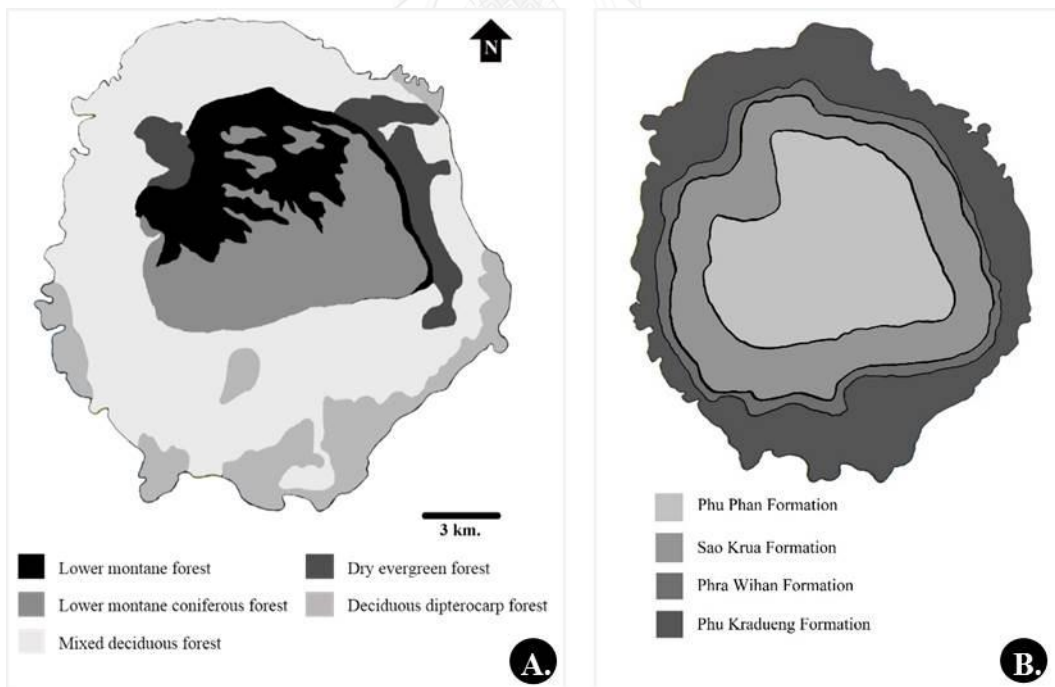 N
3 km.
Lower montane forest
Dry evergreen forest
Lower montane coniferous forest
Deciduous dipterocarp forest
Mixed deciduous forest
A.
Phu Phan Formation
Sao Krua Formation
Phra Wihan Formation
Phu Kradueng Formation
B.